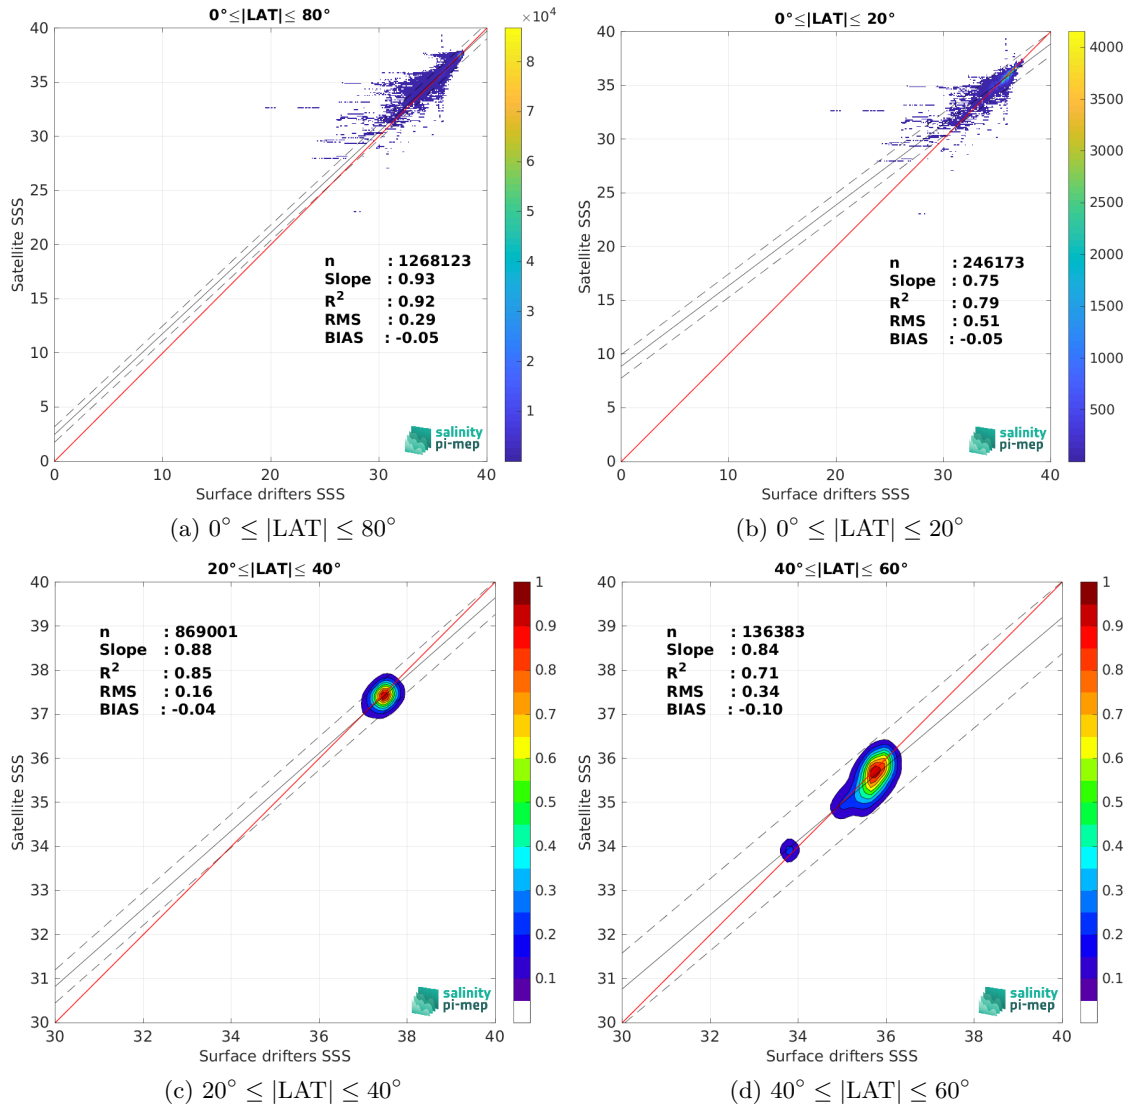 0°≤|LAT|≤ 80°
×10⁴
40
35
30
25
20
15
10
5
0
Satellite SSS
n : 1268123
Slope : 0.93
R² : 0.92
RMS : 0.29
BIAS : -0.05
salinity
pi-mep
0 10 20 30 40
Surface drifters SSS
8
7
6
5
4
3
2
1
(a) 0° ≤ |LAT| ≤ 80°
0°≤|LAT|≤ 20°
40
35
30
25
20
15
10
5
0
Satellite SSS
n : 246173
Slope : 0.75
R² : 0.79
RMS : 0.51
BIAS : -0.05
salinity
pi-mep
0 10 20 30 40
Surface drifters SSS
4000
3500
3000
2500
2000
1500
1000
500
(b) 0° ≤ |LAT| ≤ 20°
20°≤|LAT|≤ 40°
40
39
38
37
36
35
34
33
32
31
30
Satellite SSS
n : 869001
Slope : 0.88
R² : 0.85
RMS : 0.16
BIAS : -0.04
salinity
pi-mep
30 32 34 36 38 40
Surface drifters SSS
1
0.9
0.8
0.7
0.6
0.5
0.4
0.3
0.2
0.1
(c) 20° ≤ |LAT| ≤ 40°
40°≤|LAT|≤ 60°
40
39
38
37
36
35
34
33
32
31
30
Satellite SSS
n : 136383
Slope : 0.84
R² : 0.71
RMS : 0.34
BIAS : -0.10
salinity
pi-mep
30 32 34 36 38 40
Surface drifters SSS
1
0.9
0.8
0.7
0.6
0.5
0.4
0.3
0.2
0.1
(d) 40° ≤ |LAT| ≤ 60°